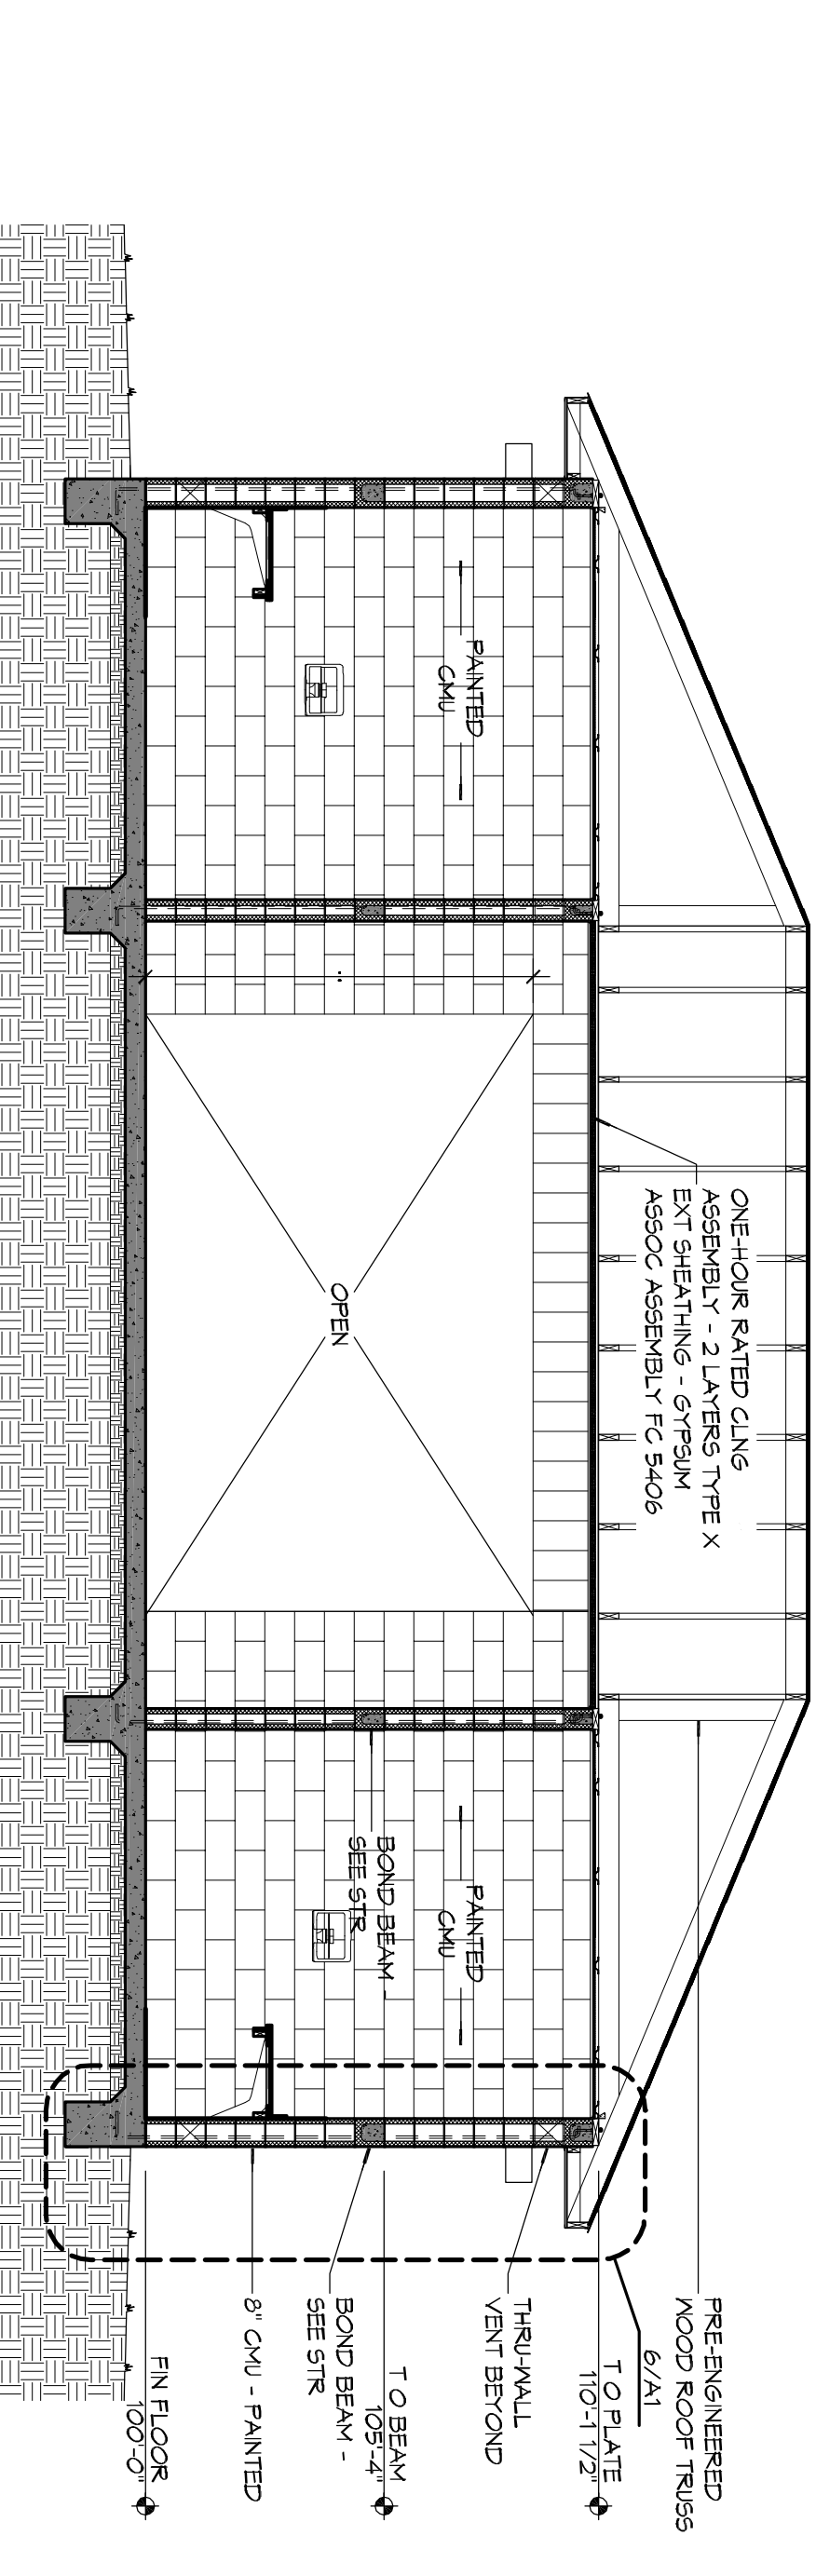 ONE-HOUR RATED CLNG
ASSEMBLY - 2 LAYERS TYPE X
EXT SHEATHING - GYPSUM
ASSOC ASSEMBLY FC 5406
PAINTED
CMU
OPEN
BOND BEAM -
SEE STR
PAINTED
CMU
PRE-ENGINEERED
WOOD ROOF TRUSS
6/A1
T O PLATE
110'-1 1/2"
THRU-WALL
VENT BEYOND
T O BEAM
105'-4"
BOND BEAM -
SEE STR
8" CMU - PAINTED
FIN FLOOR
100'-0"